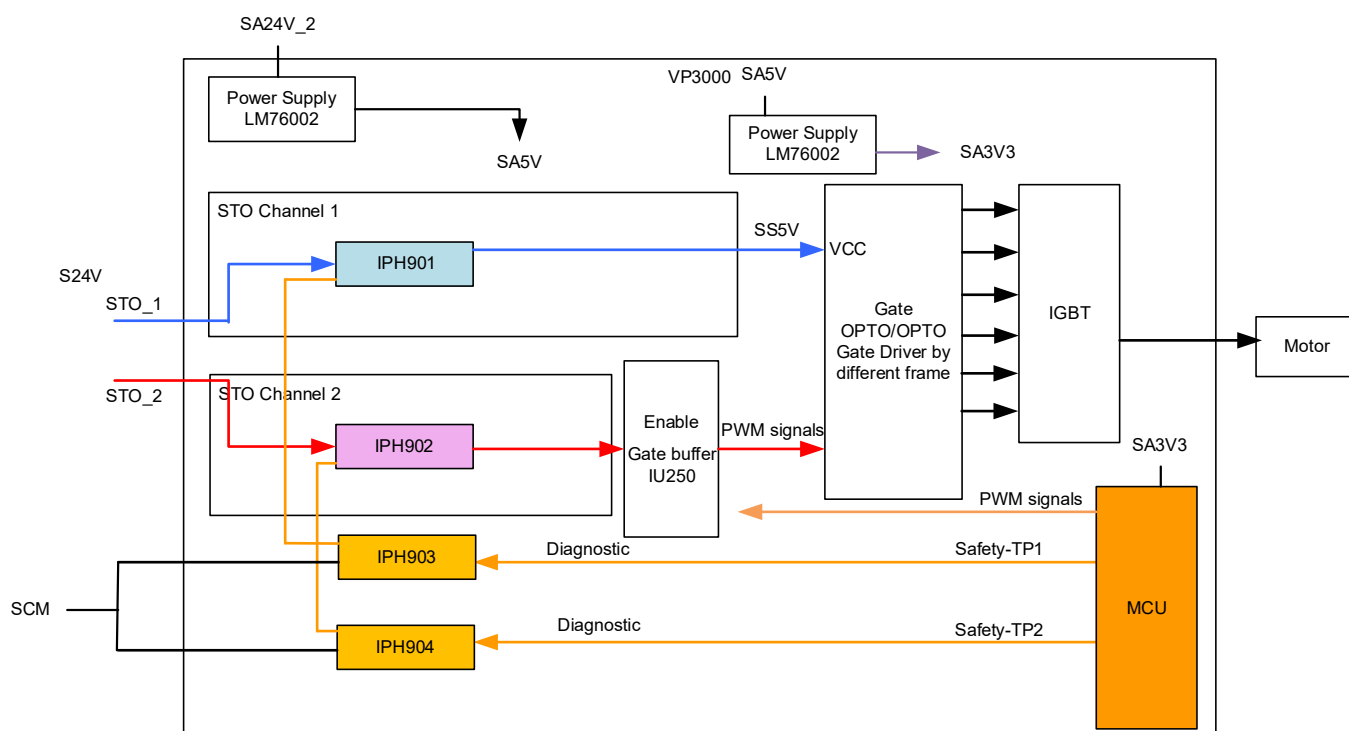 SA24V_2
Power Supply
LM76002
SA5V
VP3000
SA5V
Power Supply
LM76002
SA3V3
STO Channel 1
IPH901
SS5V
VCC
S24V
STO_1
Gate
OPTO/OPTO
Gate Driver by
different frame
IGBT
Motor
STO_2
STO Channel 2
IPH902
Enable
Gate buffer
IU250
PWM signals
SA3V3
PWM signals
IPH903
Diagnostic
Safety-TP1
SCM
MCU
IPH904
Diagnostic
Safety-TP2